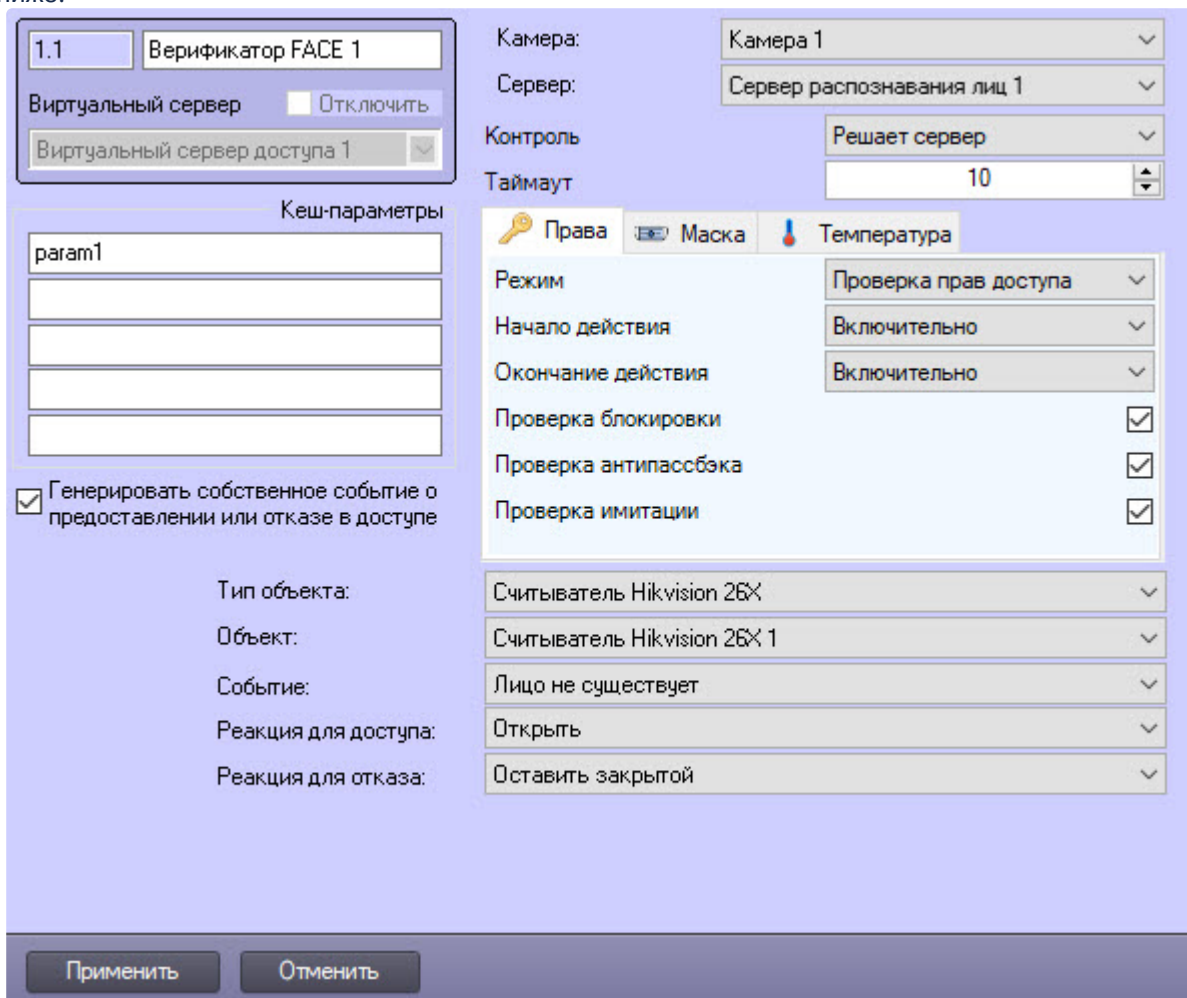 1.1 Верификатор FACE 1
Виртуальный сервер Отключить
Виртуальный сервер доступа 1
Кеш-параметры
param1
Генерировать собственное событие о
предоставлении или отказе в доступе
Камера: Камера 1
Сервер: Сервер распознавания лиц 1
Контроль Решает сервер
Таймаут 10
Права Маска Температура
Режим Проверка прав доступа
Начало действия Включительно
Окончание действия Включительно
Проверка блокировки
Проверка антипассбэка
Проверка имитации
Тип объекта: Считыватель Hikvision 26X
Объект: Считыватель Hikvision 26X 1
Событие: Лицо не существует
Реакция для доступа: Открыть
Реакция для отказа: Оставить закрытой
Применить Отменить